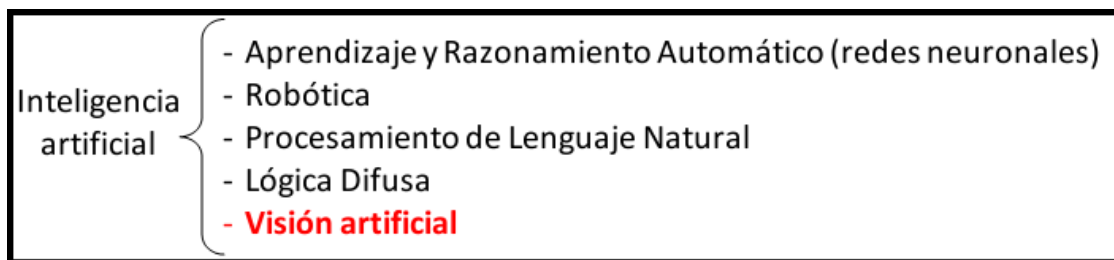 Inteligencia
artificial
- Aprendizaje y Razonamiento Automático (redes neuronales)
- Robótica
- Procesamiento de Lenguaje Natural
- Lógica Difusa
- Visión artificial